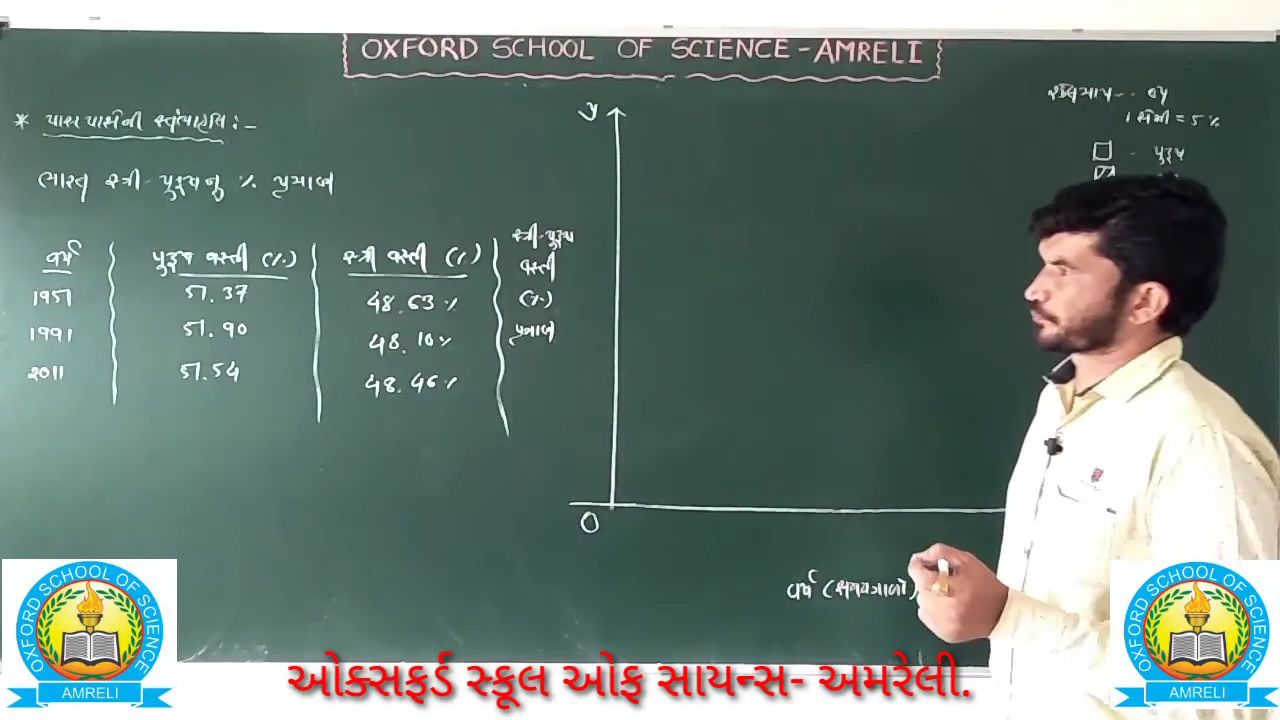 OXFORD SCHOOL OF SCIENCE - AMRELI
* પાસ પાસેની સ્તંભાકૃતિ :-
ભારત સ્ત્રી - પુરુષનુ % પ્રમાણ
વર્ષ પુરુષ વસ્તી (%) સ્ત્રી વસ્તી (%)
1951 51.37 48.63 %
1991 51.90 48.10 %
2011 51.54 48.46 %
સ્ત્રી - પુરુષ
વસ્તી
(%)
પ્રમાણ
y
O
વર્ષ (સમયગાળો)
સ્કેલમાપ -
1 સેમી = 5 %
- પુરુષ
OXFORD SCHOOL OF SCIENCE
AMRELI
ઓક્સફર્ડ સ્કૂલ ઓફ સાયન્સ- અમરેલી.
OXFORD SCHOOL OF SCIENCE
AMRELI